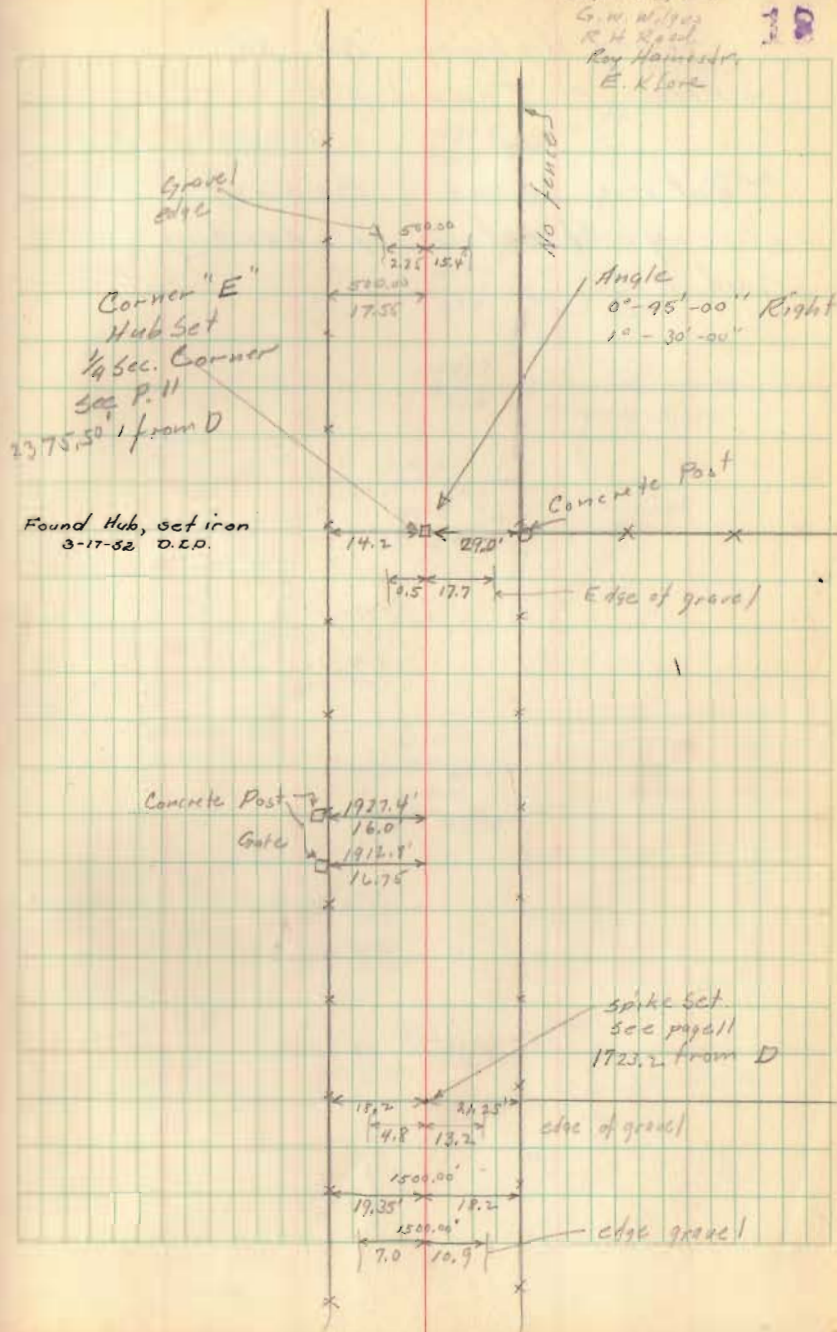 G. W. Wilgus
R H Road
Roy
E. Klore
18
No fences
Gravel
edge
500.00
2.25 15.4
500.00
17.55
Angle
0°-45'-00" Right
1°-30'-00"
Corner "E"
Hub Set
1/4 Sec. Corner
See P. 11
2375.50' from D
Concrete Post
Found Hub, set iron
3-17-52
14.2 29.0'
0.5 17.7
Edge of gravel
Concrete Post
1927.4'
16.0
Gate
1912.8'
16.75
spike set
See page 11
1723.2 from D
18.2 21.25'
4.8 13.2
edge of gravel
1500.00'
19.35' 18.2
1500.00'
7.0 10.9
edge gravel